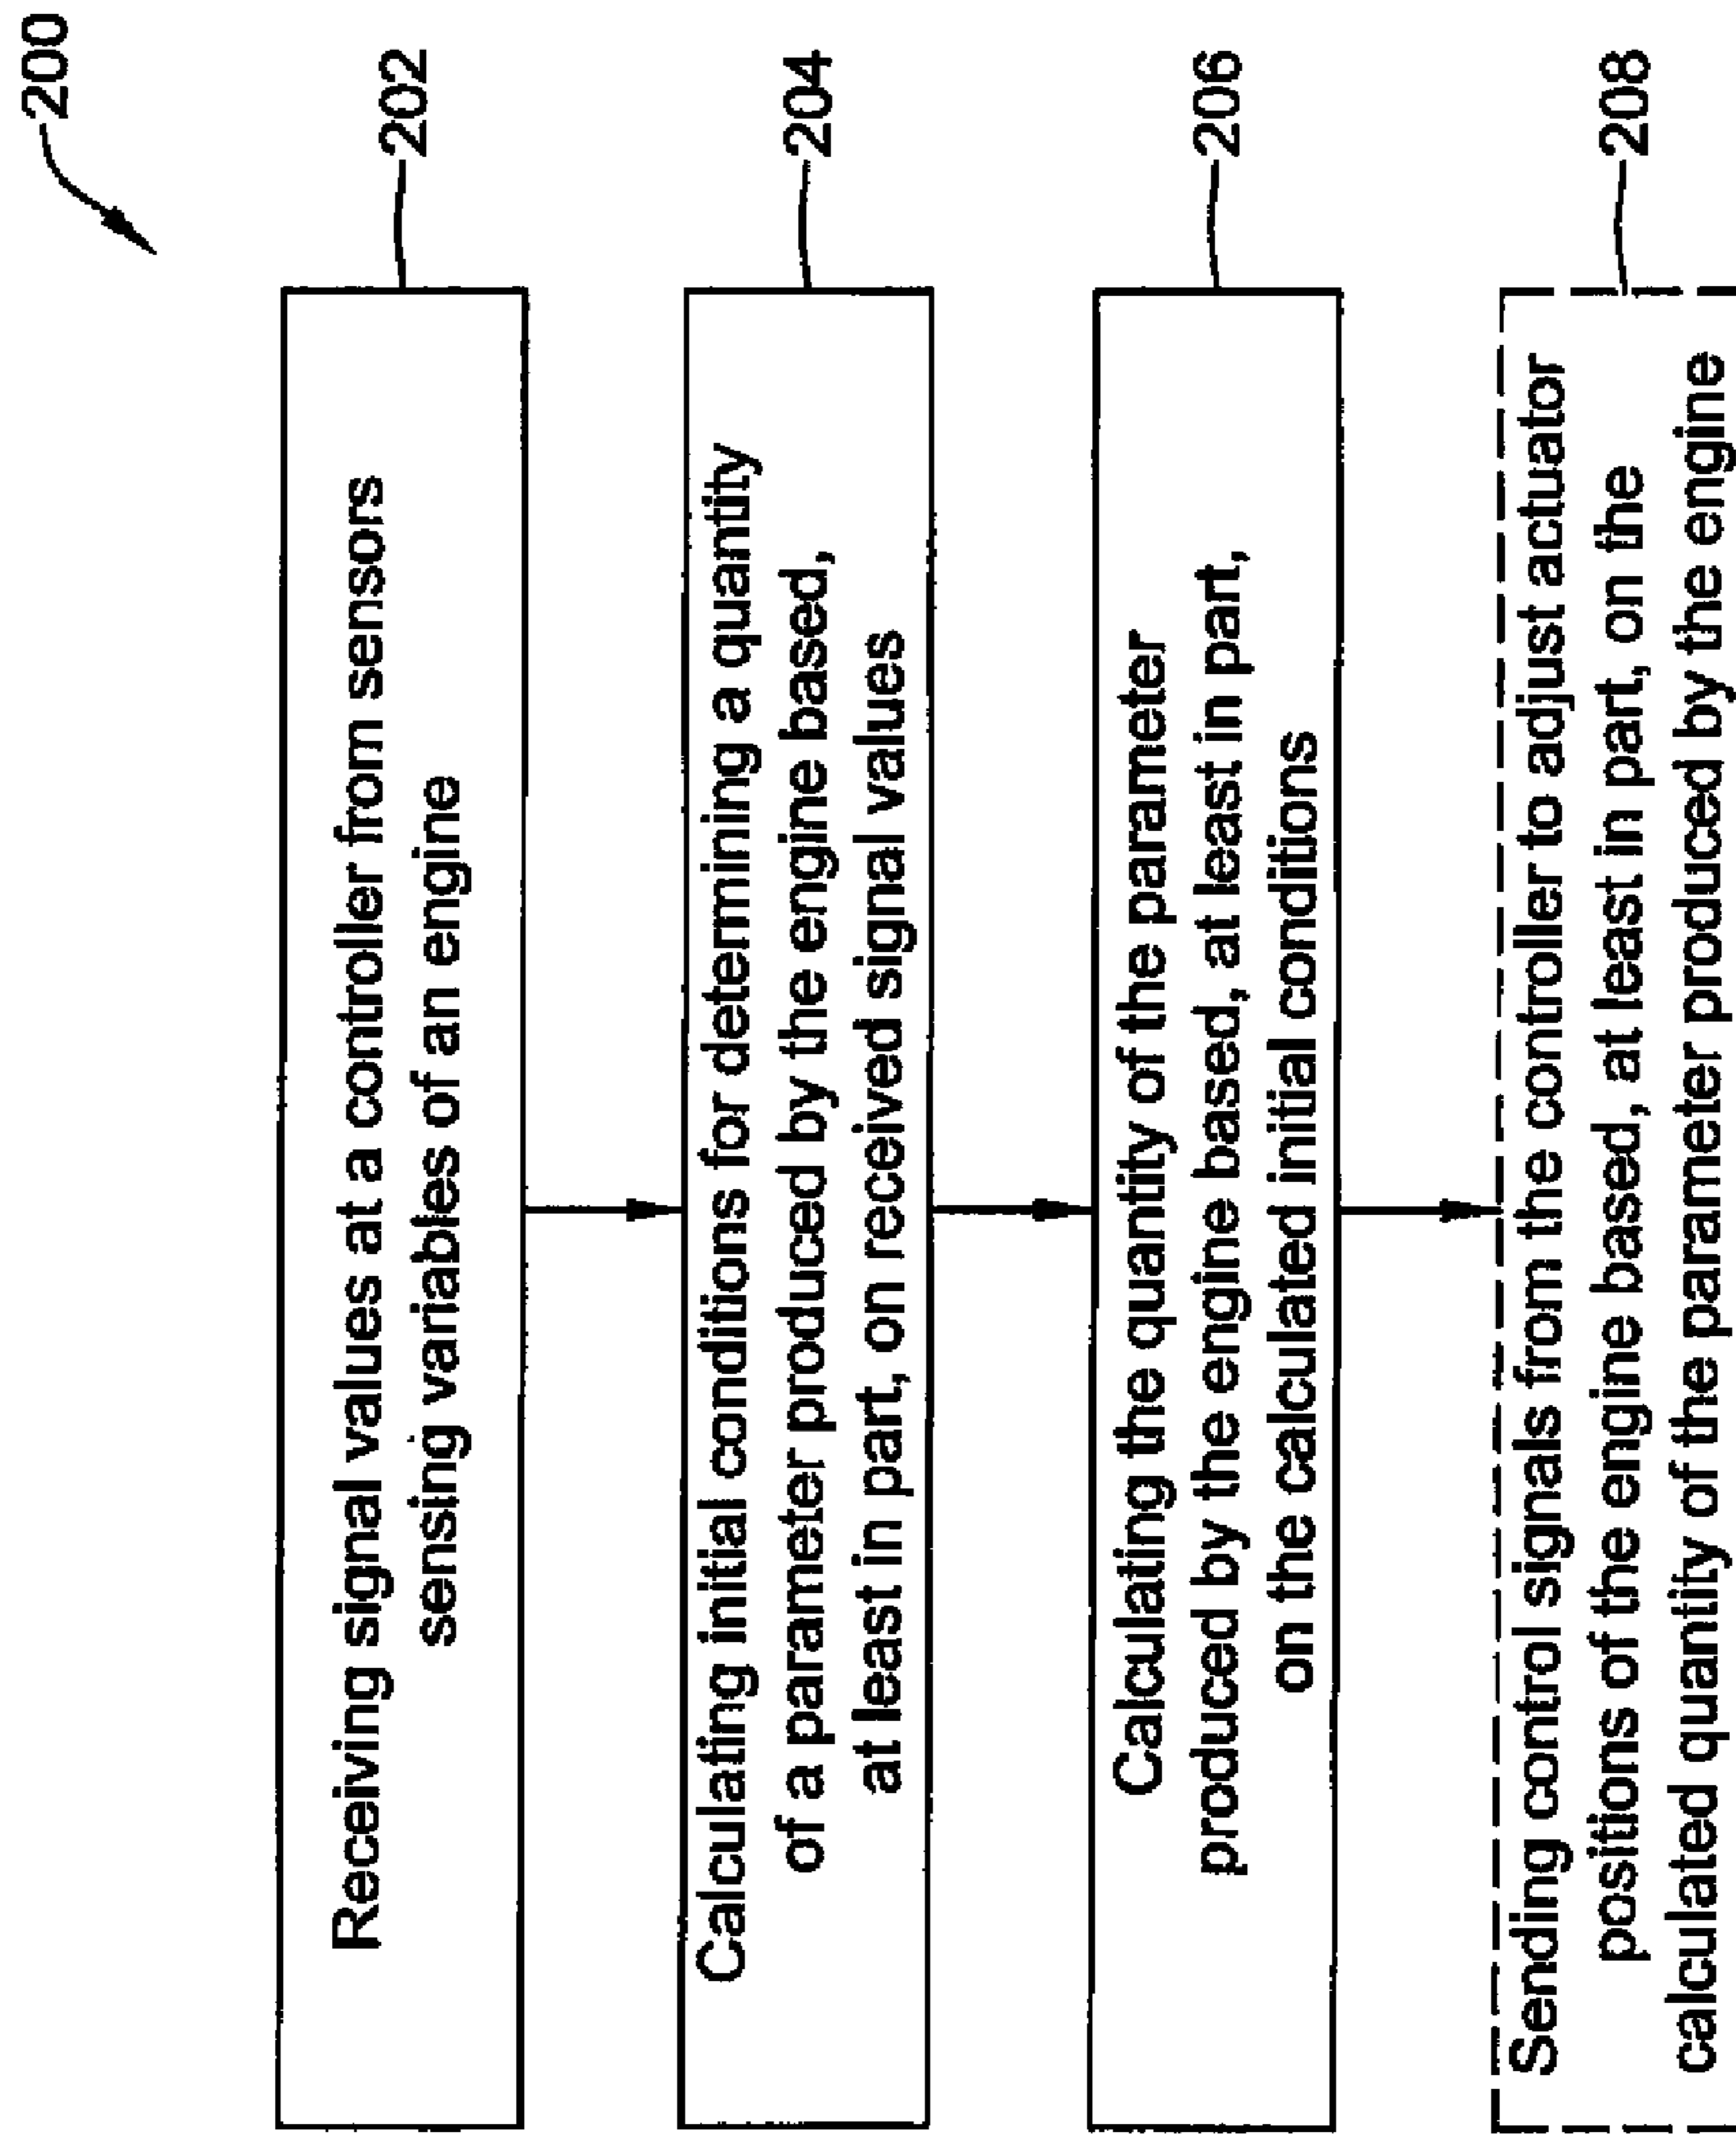 200
Receiving signal values at a controller from sensors
sensing variables of an engine
202
Calculating initial conditions for determining a quantity
of a parameter produced by the engine based,
at least in part, on received signal values
204
Calculating the quantity of the parameter
produced by the engine based, at least in part,
on the calculated initial conditions
206
Sending control signals from the controller to adjust actuator
positions of the engine based, at least in part, on the
calculated quantity of the parameter produced by the engine
208